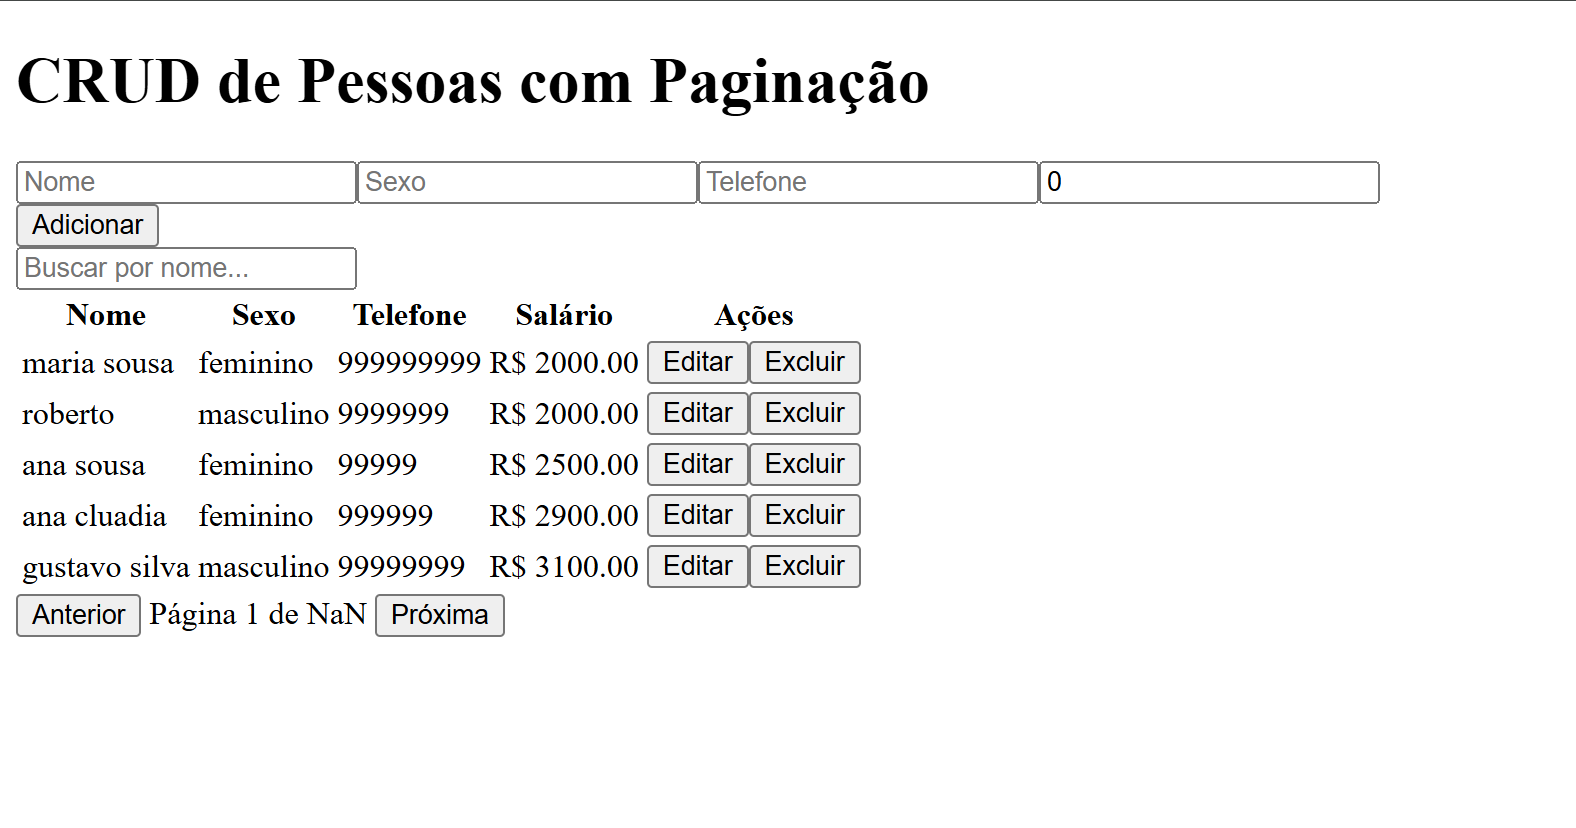 CRUD de Pessoas com Paginação
Nome Sexo Telefone 0
Adicionar
Buscar por nome...
Nome Sexo Telefone Salário Ações
maria sousa feminino 999999999 R$ 2000.00 Editar Excluir
roberto masculino 9999999 R$ 2000.00 Editar Excluir
ana sousa feminino 99999 R$ 2500.00 Editar Excluir
ana cluadia feminino 999999 R$ 2900.00 Editar Excluir
gustavo silva masculino 99999999 R$ 3100.00 Editar Excluir
Anterior Página 1 de NaN Próxima